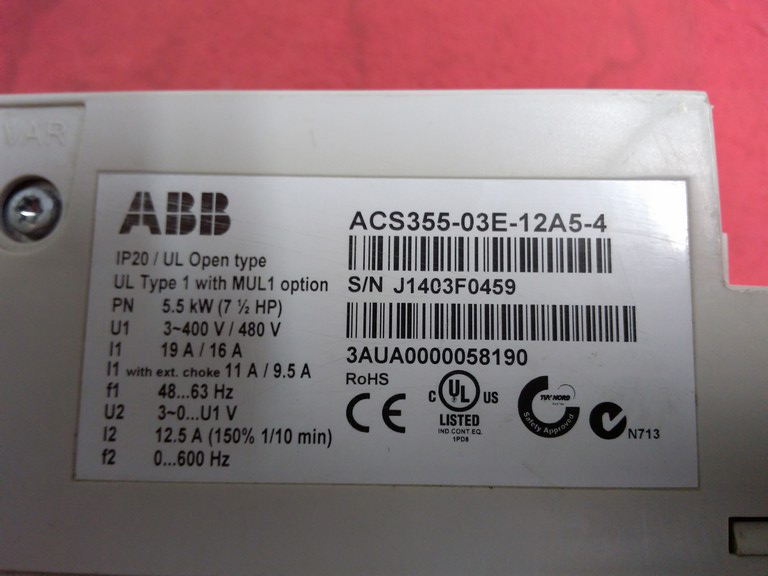 VAR
ABB
IP20 / UL Open type
UL Type 1 with MUL1 option
PN 5.5 kW (7 ½ HP)
U1 3~400 V / 480 V
I1 19 A / 16 A
I1 with ext. choke 11 A / 9.5 A
f1 48...63 Hz
U2 3~0...U1 V
I2 12.5 A (150% 1/10 min)
f2 0...600 Hz
ACS355-03E-12A5-4
S/N J1403F0459
3AUA0000058190
RoHS
CE
C UL US
LISTED
IND.CONT.EQ.
1PD8
TÜV NORD
Safety Approved
N713